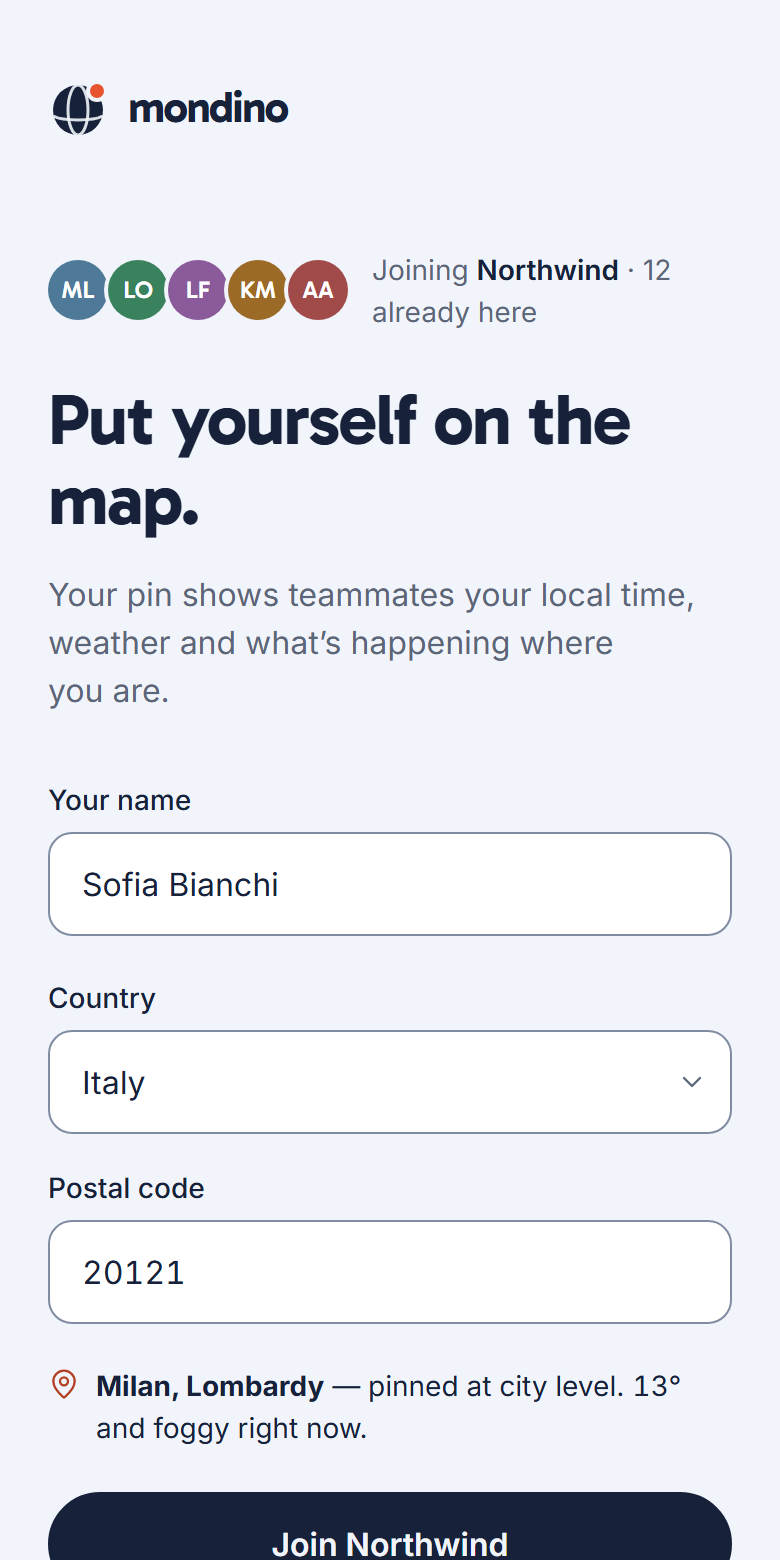 mondino
ML LO LF KM AA
Joining Northwind · 12
already here
Put yourself on the
map.
Your pin shows teammates your local time,
weather and what’s happening where
you are.
Your name
Sofia Bianchi
Country
Italy
Postal code
20121
Milan, Lombardy — pinned at city level. 13°
and foggy right now.
Join Northwind